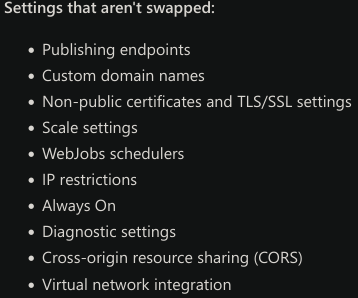 Settings that aren't swapped:
• Publishing endpoints
• Custom domain names
• Non-public certificates and TLS/SSL settings
• Scale settings
• WebJobs schedulers
• IP restrictions
• Always On
• Diagnostic settings
• Cross-origin resource sharing (CORS)
• Virtual network integration